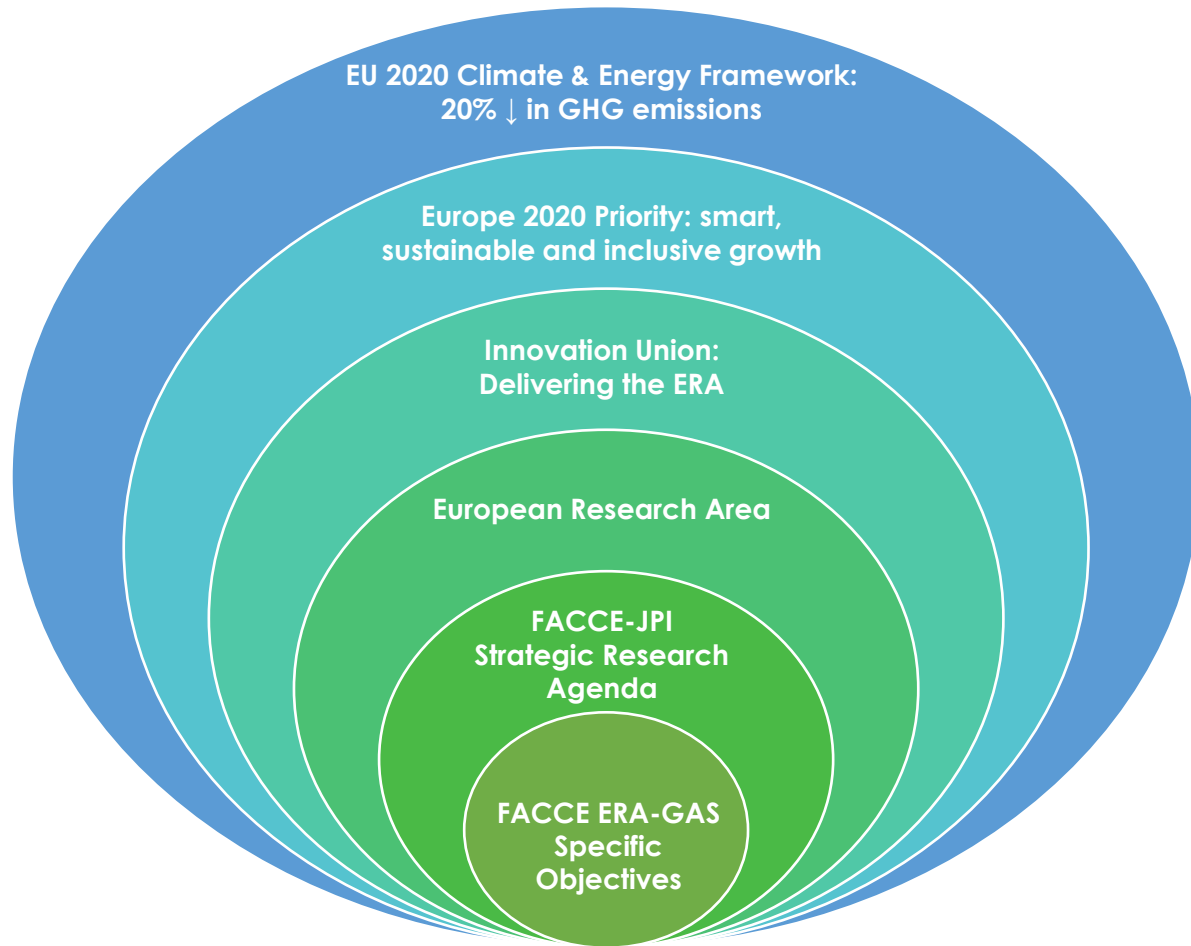 EU 2020 Climate & Energy Framework:
20% ↓ in GHG emissions
Europe 2020 Priority: smart,
sustainable and inclusive growth
Innovation Union:
Delivering the ERA
European Research Area
FACCE-JPI
Strategic Research
Agenda
FACCE ERA-GAS
Specific
Objectives